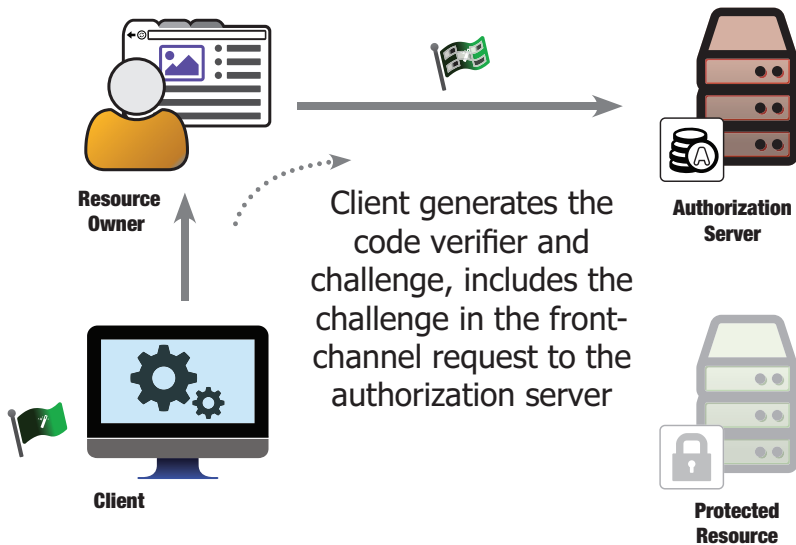 Resource
Owner
Client generates the
code verifier and
challenge, includes the
challenge in the front-
channel request to the
authorization server
A
Authorization
Server
Client
Protected
Resource